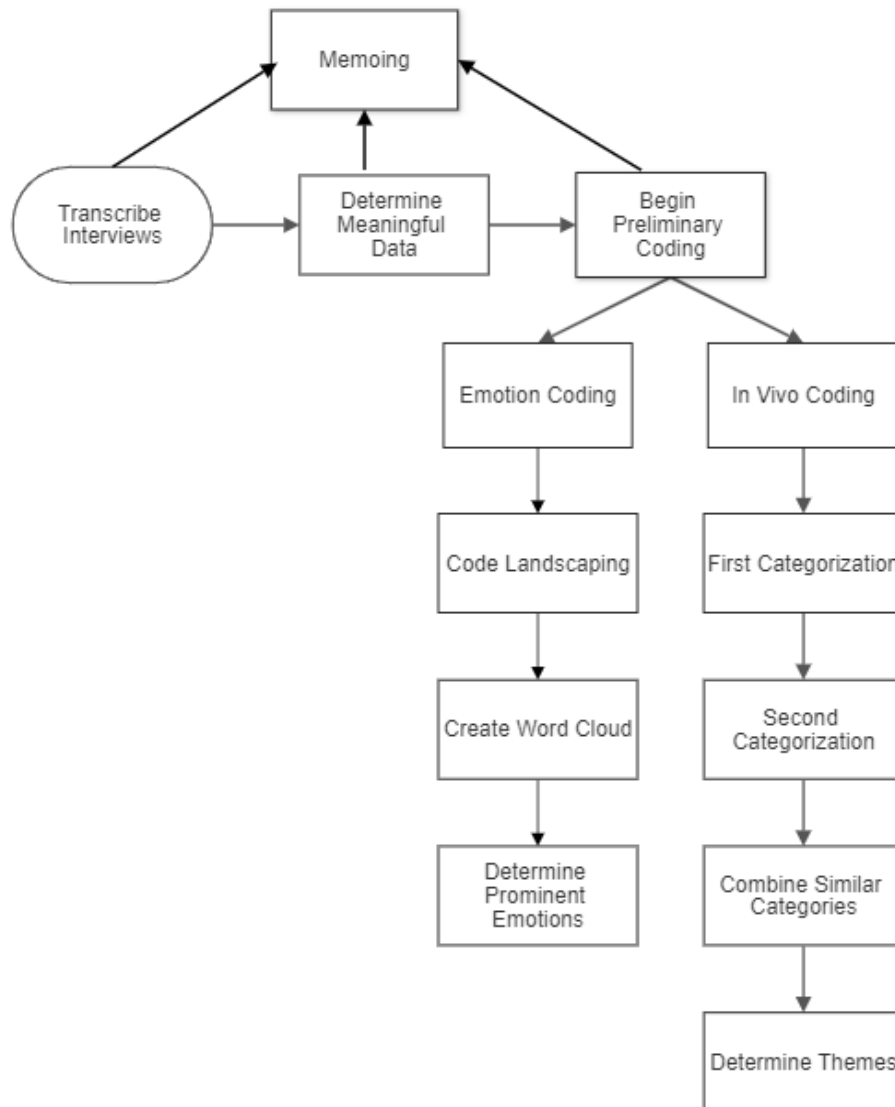 Memoing
Transcribe
Interviews
Determine
Meaningful
Data
Begin
Preliminary
Coding
Emotion Coding
In Vivo Coding
Code Landscaping
First Categorization
Create Word Cloud
Second
Categorization
Determine
Prominent
Emotions
Combine Similar
Categories
Determine Themes